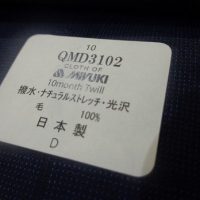 10
QMD3102
CLOTH OF
MIYUKI
10month Twill
撥水・ナチュラルストレッチ・光沢
毛 100%
日本製
D